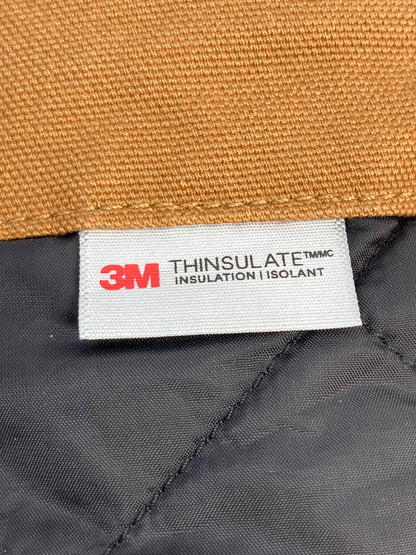 3M THINSULATE™/MC
INSULATION | ISOLANT